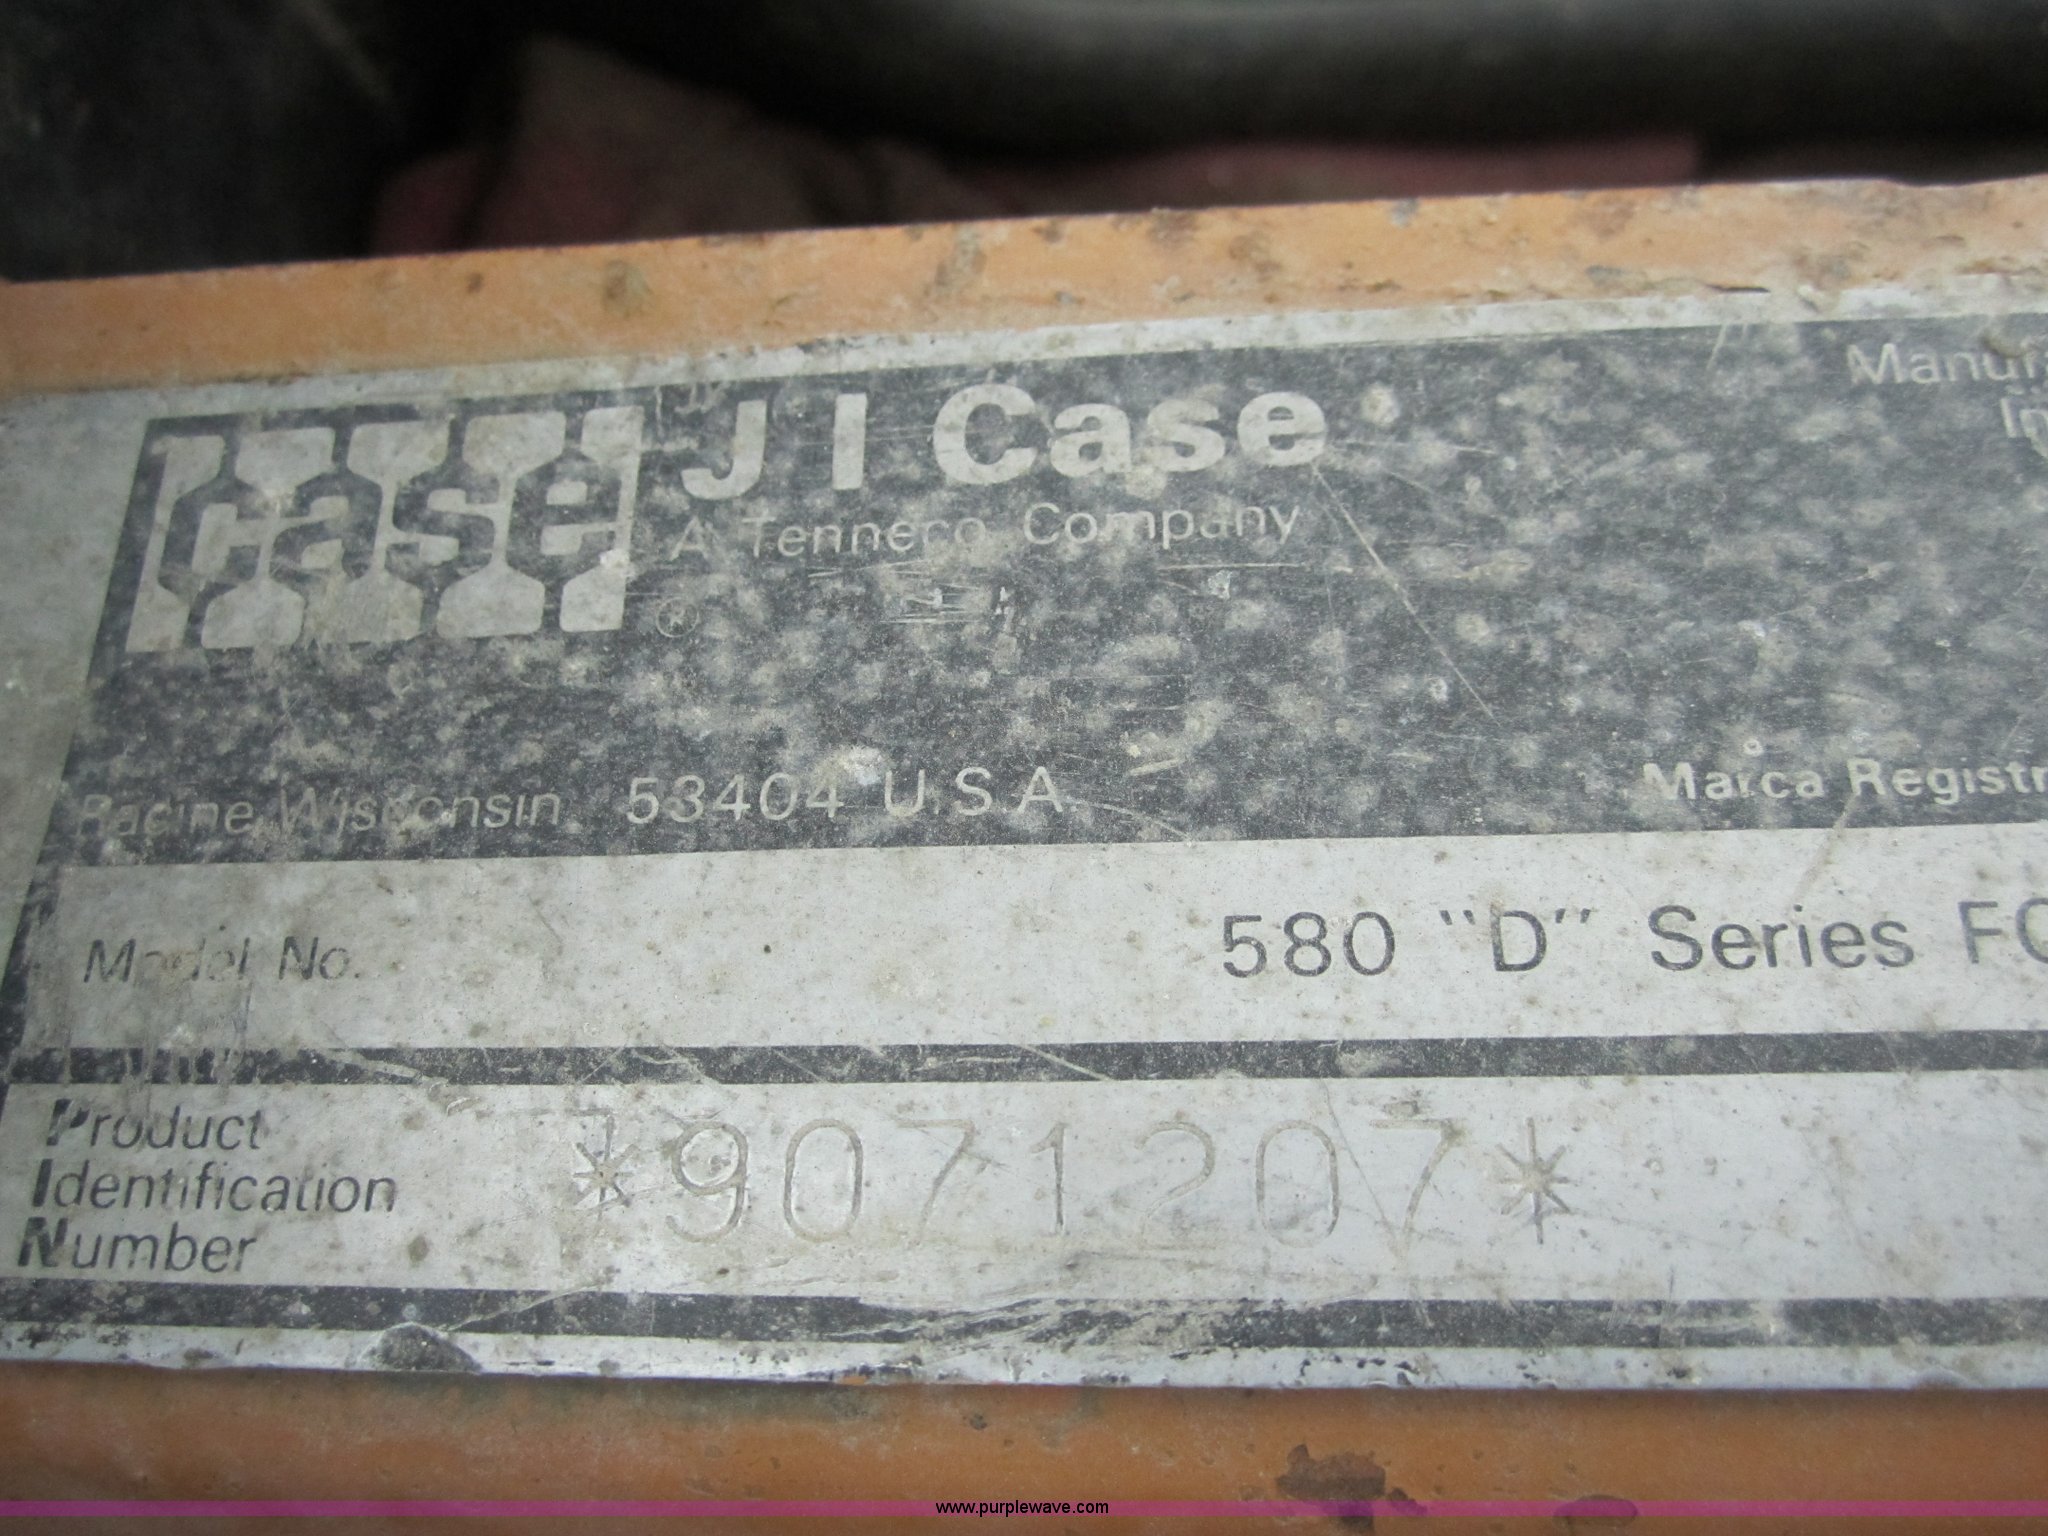 case J I Case
A Tenneco Company
®
Racine, Wisconsin 53404 U.S.A.
Marca Registr
Model No. 580 "D" Series
Product
Identification *9071207*
Number
www.purplewave.com